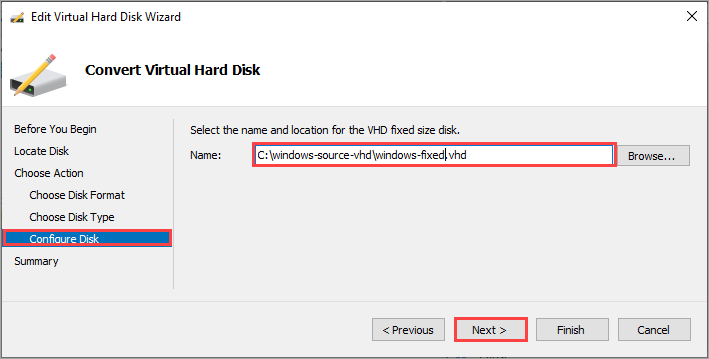 Edit Virtual Hard Disk Wizard
Convert Virtual Hard Disk
Before You Begin
Locate Disk
Choose Action
Choose Disk Format
Choose Disk Type
Configure Disk
Summary
Select the name and location for the VHD fixed size disk.
Name: C:\windows-source-vhd\windows-fixed.vhd Browse...
< Previous Next > Finish Cancel